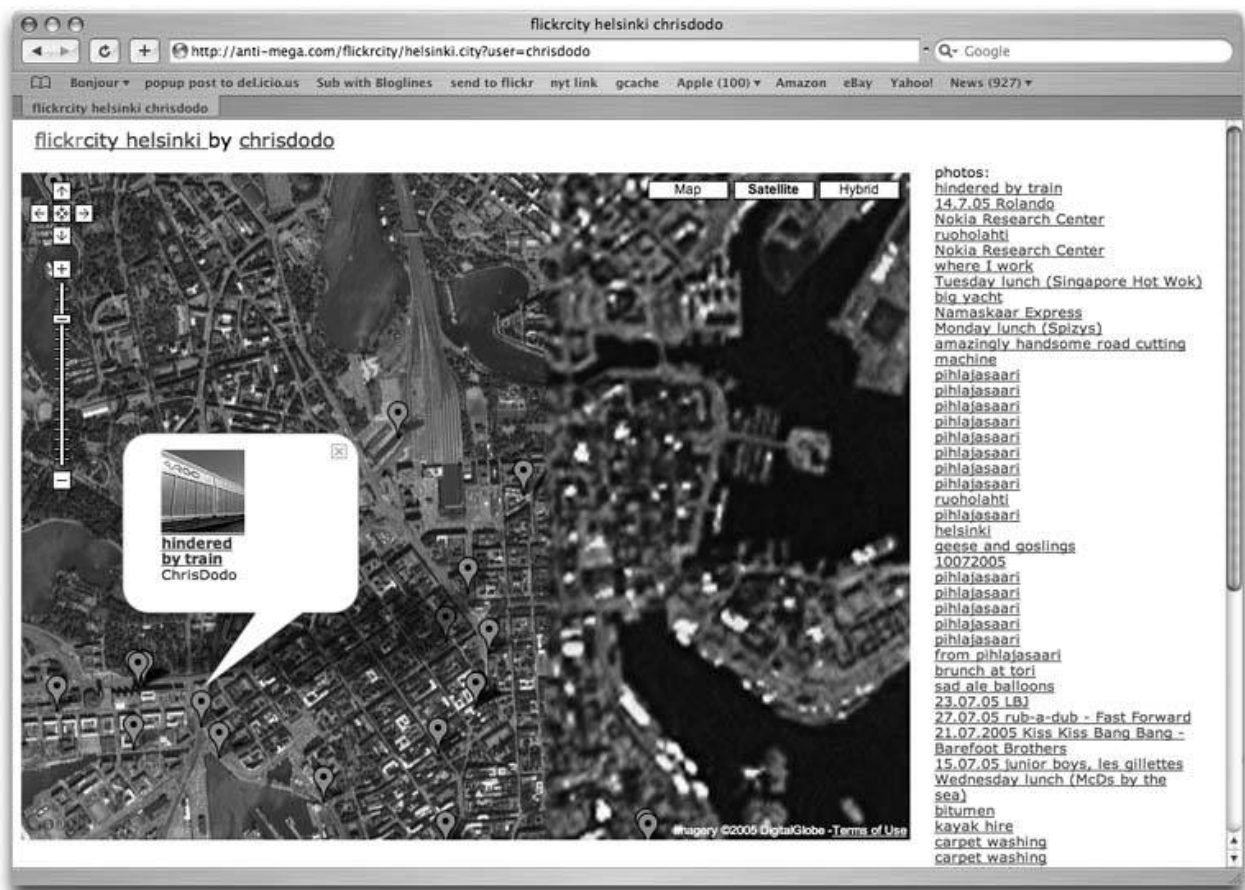 flickrcity helsinki chrisdodo
http://anti-mega.com/flickrcity/helsinki.city?user=chrisdodo
Google
Bonjour popup post to del.icio.us Sub with Bloglines send to flickr nyt link gcache Apple (100) Amazon eBay Yahoo! News (927)
flickrcity helsinki chrisdodo
flickrcity helsinki by chrisdodo
Map Satellite Hybrid
hindered
by train
ChrisDodo
Google
Imagery ©2005 DigitalGlobe -Terms of Use
photos:
hindered by train
14.7.05 Rolando
Nokia Research Center
ruoholahti
Nokia Research Center
where I work
Tuesday lunch (Singapore Hot Wok)
big yacht
Namaskaar Express
Monday lunch (Spizys)
amazingly handsome road cutting
machine
pihlajasaari
pihlajasaari
pihlajasaari
pihlajasaari
pihlajasaari
pihlajasaari
pihlajasaari
pihlajasaari
ruoholahti
pihlajasaari
helsinki
geese and goslings
10072005
pihlajasaari
pihlajasaari
pihlajasaari
pihlajasaari
pihlajasaari
from pihlajasaari
brunch at tori
sad ale balloons
23.07.05 LBJ
27.07.05 rub-a-dub - Fast Forward
21.07.2005 Kiss Kiss Bang Bang -
Barefoot Brothers
15.07.05 junior boys, les gillettes
Wednesday lunch (McDs by the
sea)
bitumen
kayak hire
carpet washing
carpet washing